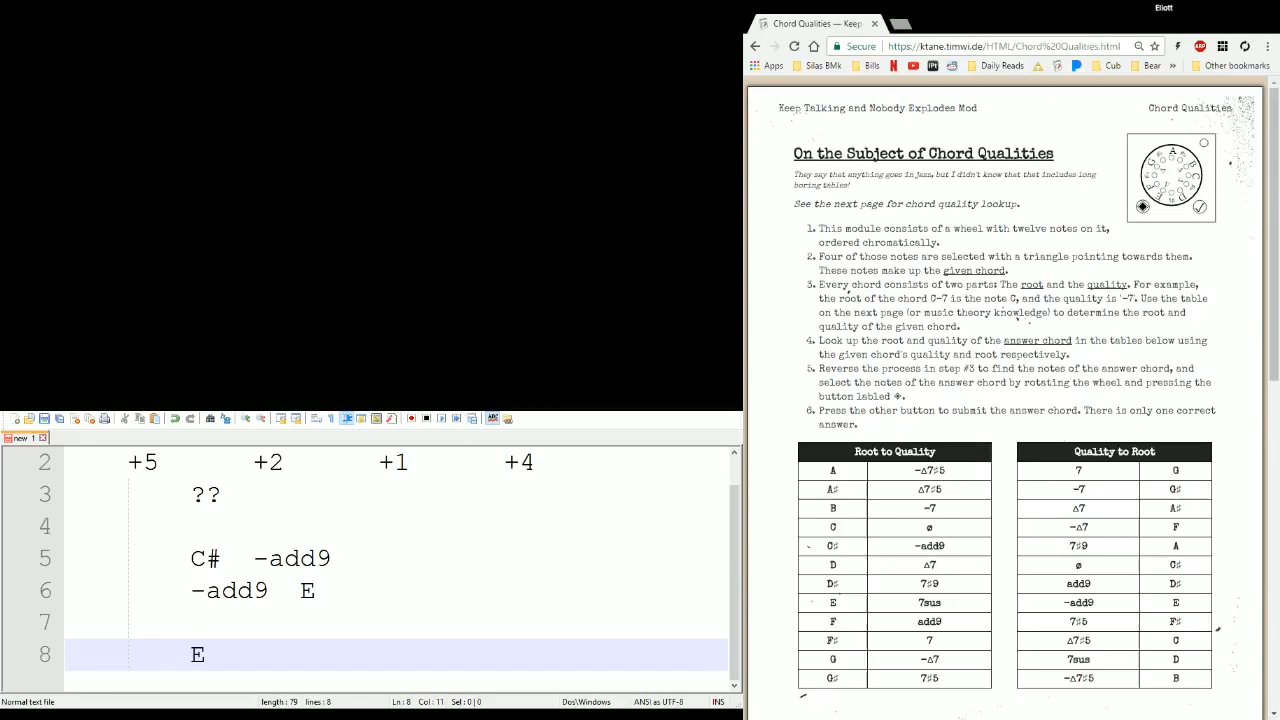 Eliott
Chord Qualities — Keep
Secure https://ktane.timwi.de/HTML/Chord%20Qualities.html
Apps Silas BMk Bills Daily Reads Cub Bear » Other bookmarks
Keep Talking and Nobody Explodes Mod Chord Qualities
On the Subject of Chord Qualities
They say that anything goes in jazz, but I didn't know that that includes long
boring tables!
See the next page for chord quality lookup.
1. This module consists of a wheel with twelve notes on it,
ordered chromatically.
2. Four of those notes are selected with a triangle pointing towards them.
These notes make up the given chord.
3. Every chord consists of two parts: The root and the quality. For example,
the root of the chord C-7 is the note C, and the quality is '-7'. Use the table
on the next page (or music theory knowledge) to determine the root and
quality of the given chord.
4. Look up the root and quality of the answer chord in the tables below using
the given chord's quality and root respectively.
5. Reverse the process in step #3 to find the notes of the answer chord, and
select the notes of the answer chord by rotating the wheel and pressing the
button labled ◈.
6. Press the other button to submit the answer chord. There is only one correct
answer.
Root to Quality
A -Δ7♯5
A♯ Δ7♯5
B -7
C ø
C♯ -add9
D Δ7
D♯ 7♯9
E 7sus
F add9
F♯ 7
G -Δ7
G♯ 7♯5
Quality to Root
7 G
-7 G♯
Δ7 A♯
-Δ7 F
7♯9 A
ø C♯
add9 D♯
-add9 E
7♯5 F♯
Δ7♯5 C
7sus D
-Δ7♯5 B
new 1
2 +5 +2 +1 +4
3 ??
4
5 C# -add9
6 -add9 E
7
8 E
Normal text file length: 79 lines: 8 Ln: 8 Col: 11 Sel: 0 | 0 Dos\Windows ANSI as UTF-8 INS